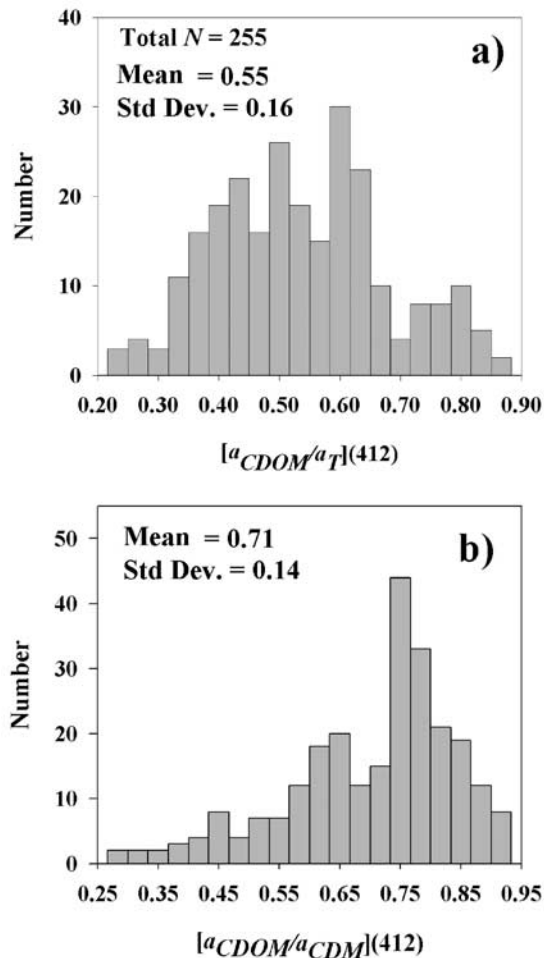 a)
Total N = 255
Mean = 0.55
Std Dev. = 0.16
Number
40
30
20
10
0
0.20 0.30 0.40 0.50 0.60 0.70 0.80 0.90
[aCDOM/aT](412)
b)
Mean = 0.71
Std Dev. = 0.14
Number
50
40
30
20
10
0
0.25 0.35 0.45 0.55 0.65 0.75 0.85 0.95
[aCDOM/aCDM](412)